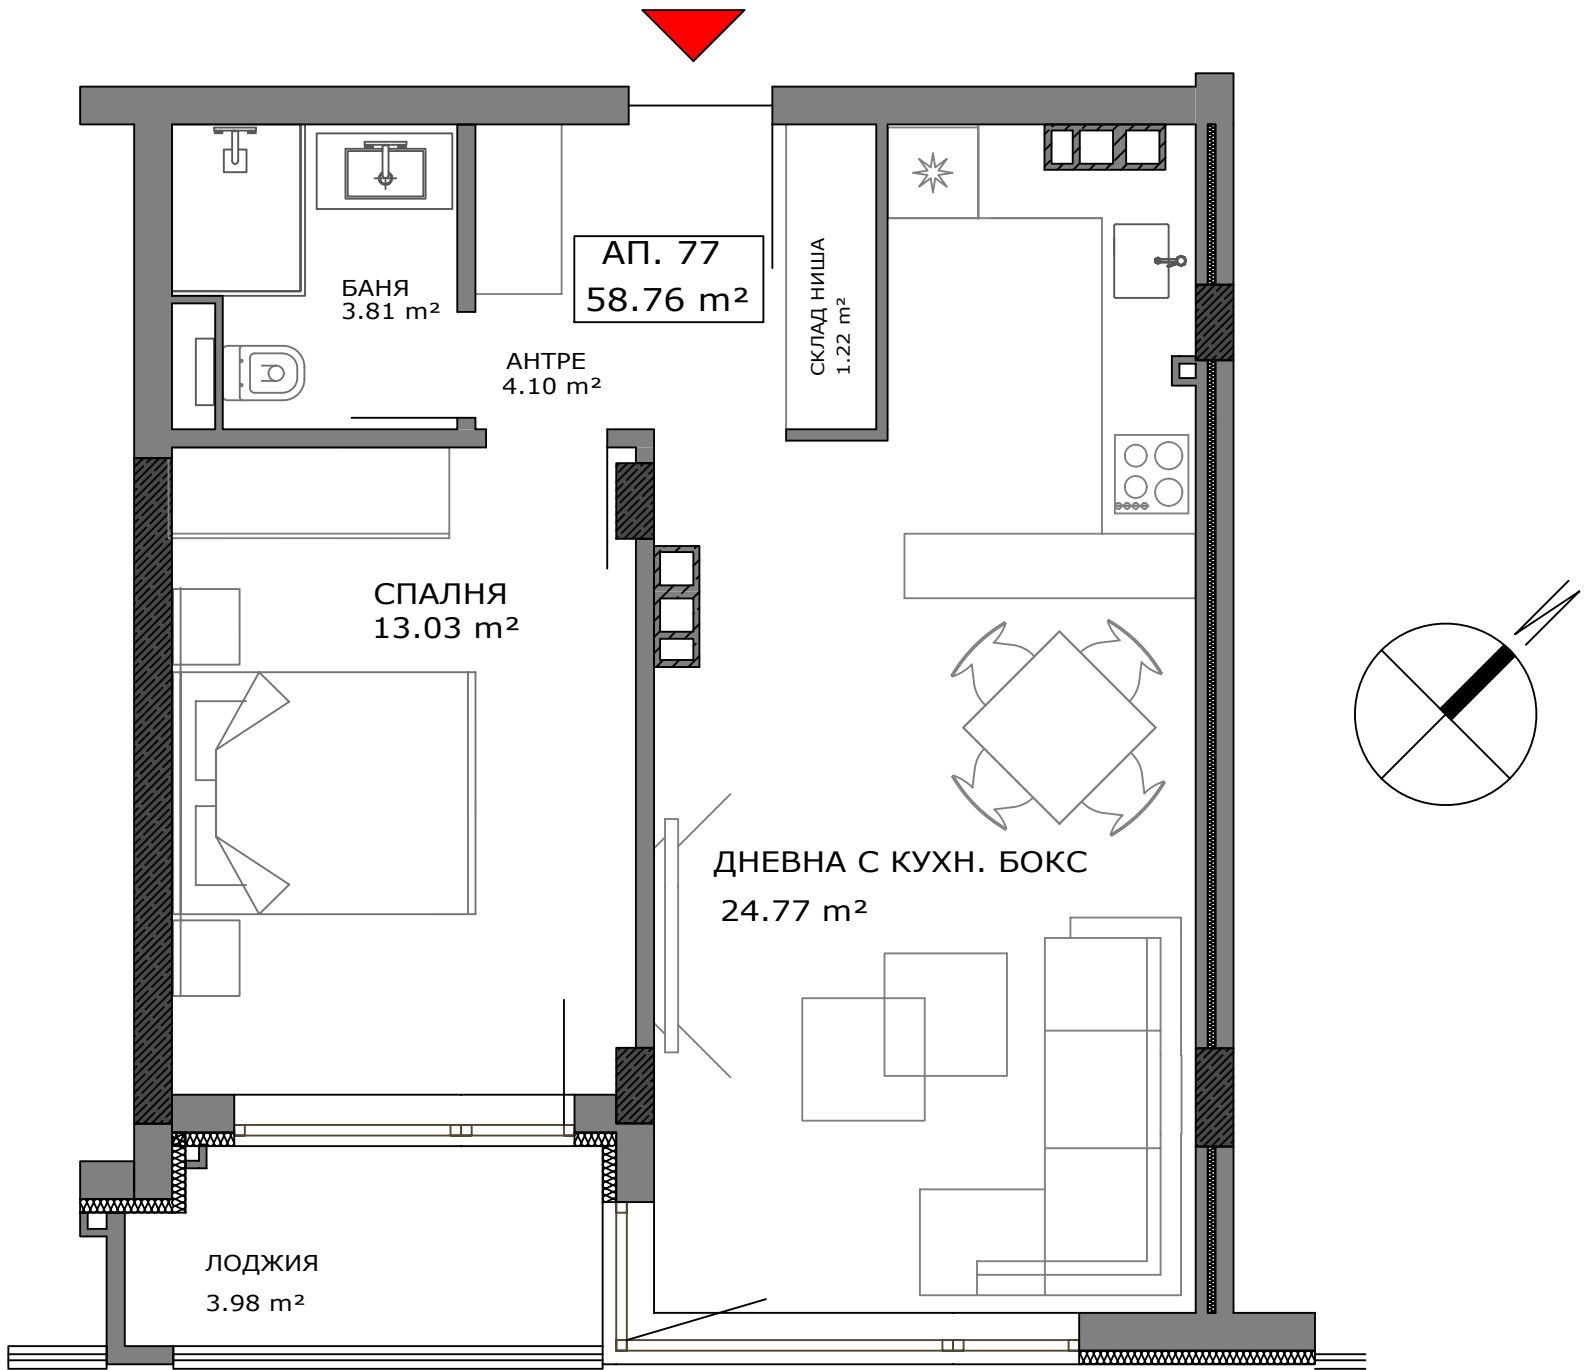 АП. 77
58.76 m²
БАНЯ
3.81 m²
СКЛАД НИША
1.22 m²
АНТРЕ
4.10 m²
СПАЛНЯ
13.03 m²
ДНЕВНА С КУХН. БОКС
24.77 m²
ЛОДЖИЯ
3.98 m²
N